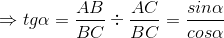 ⇒ tgα = AB/BC ÷ AC/BC = sinα/cosα